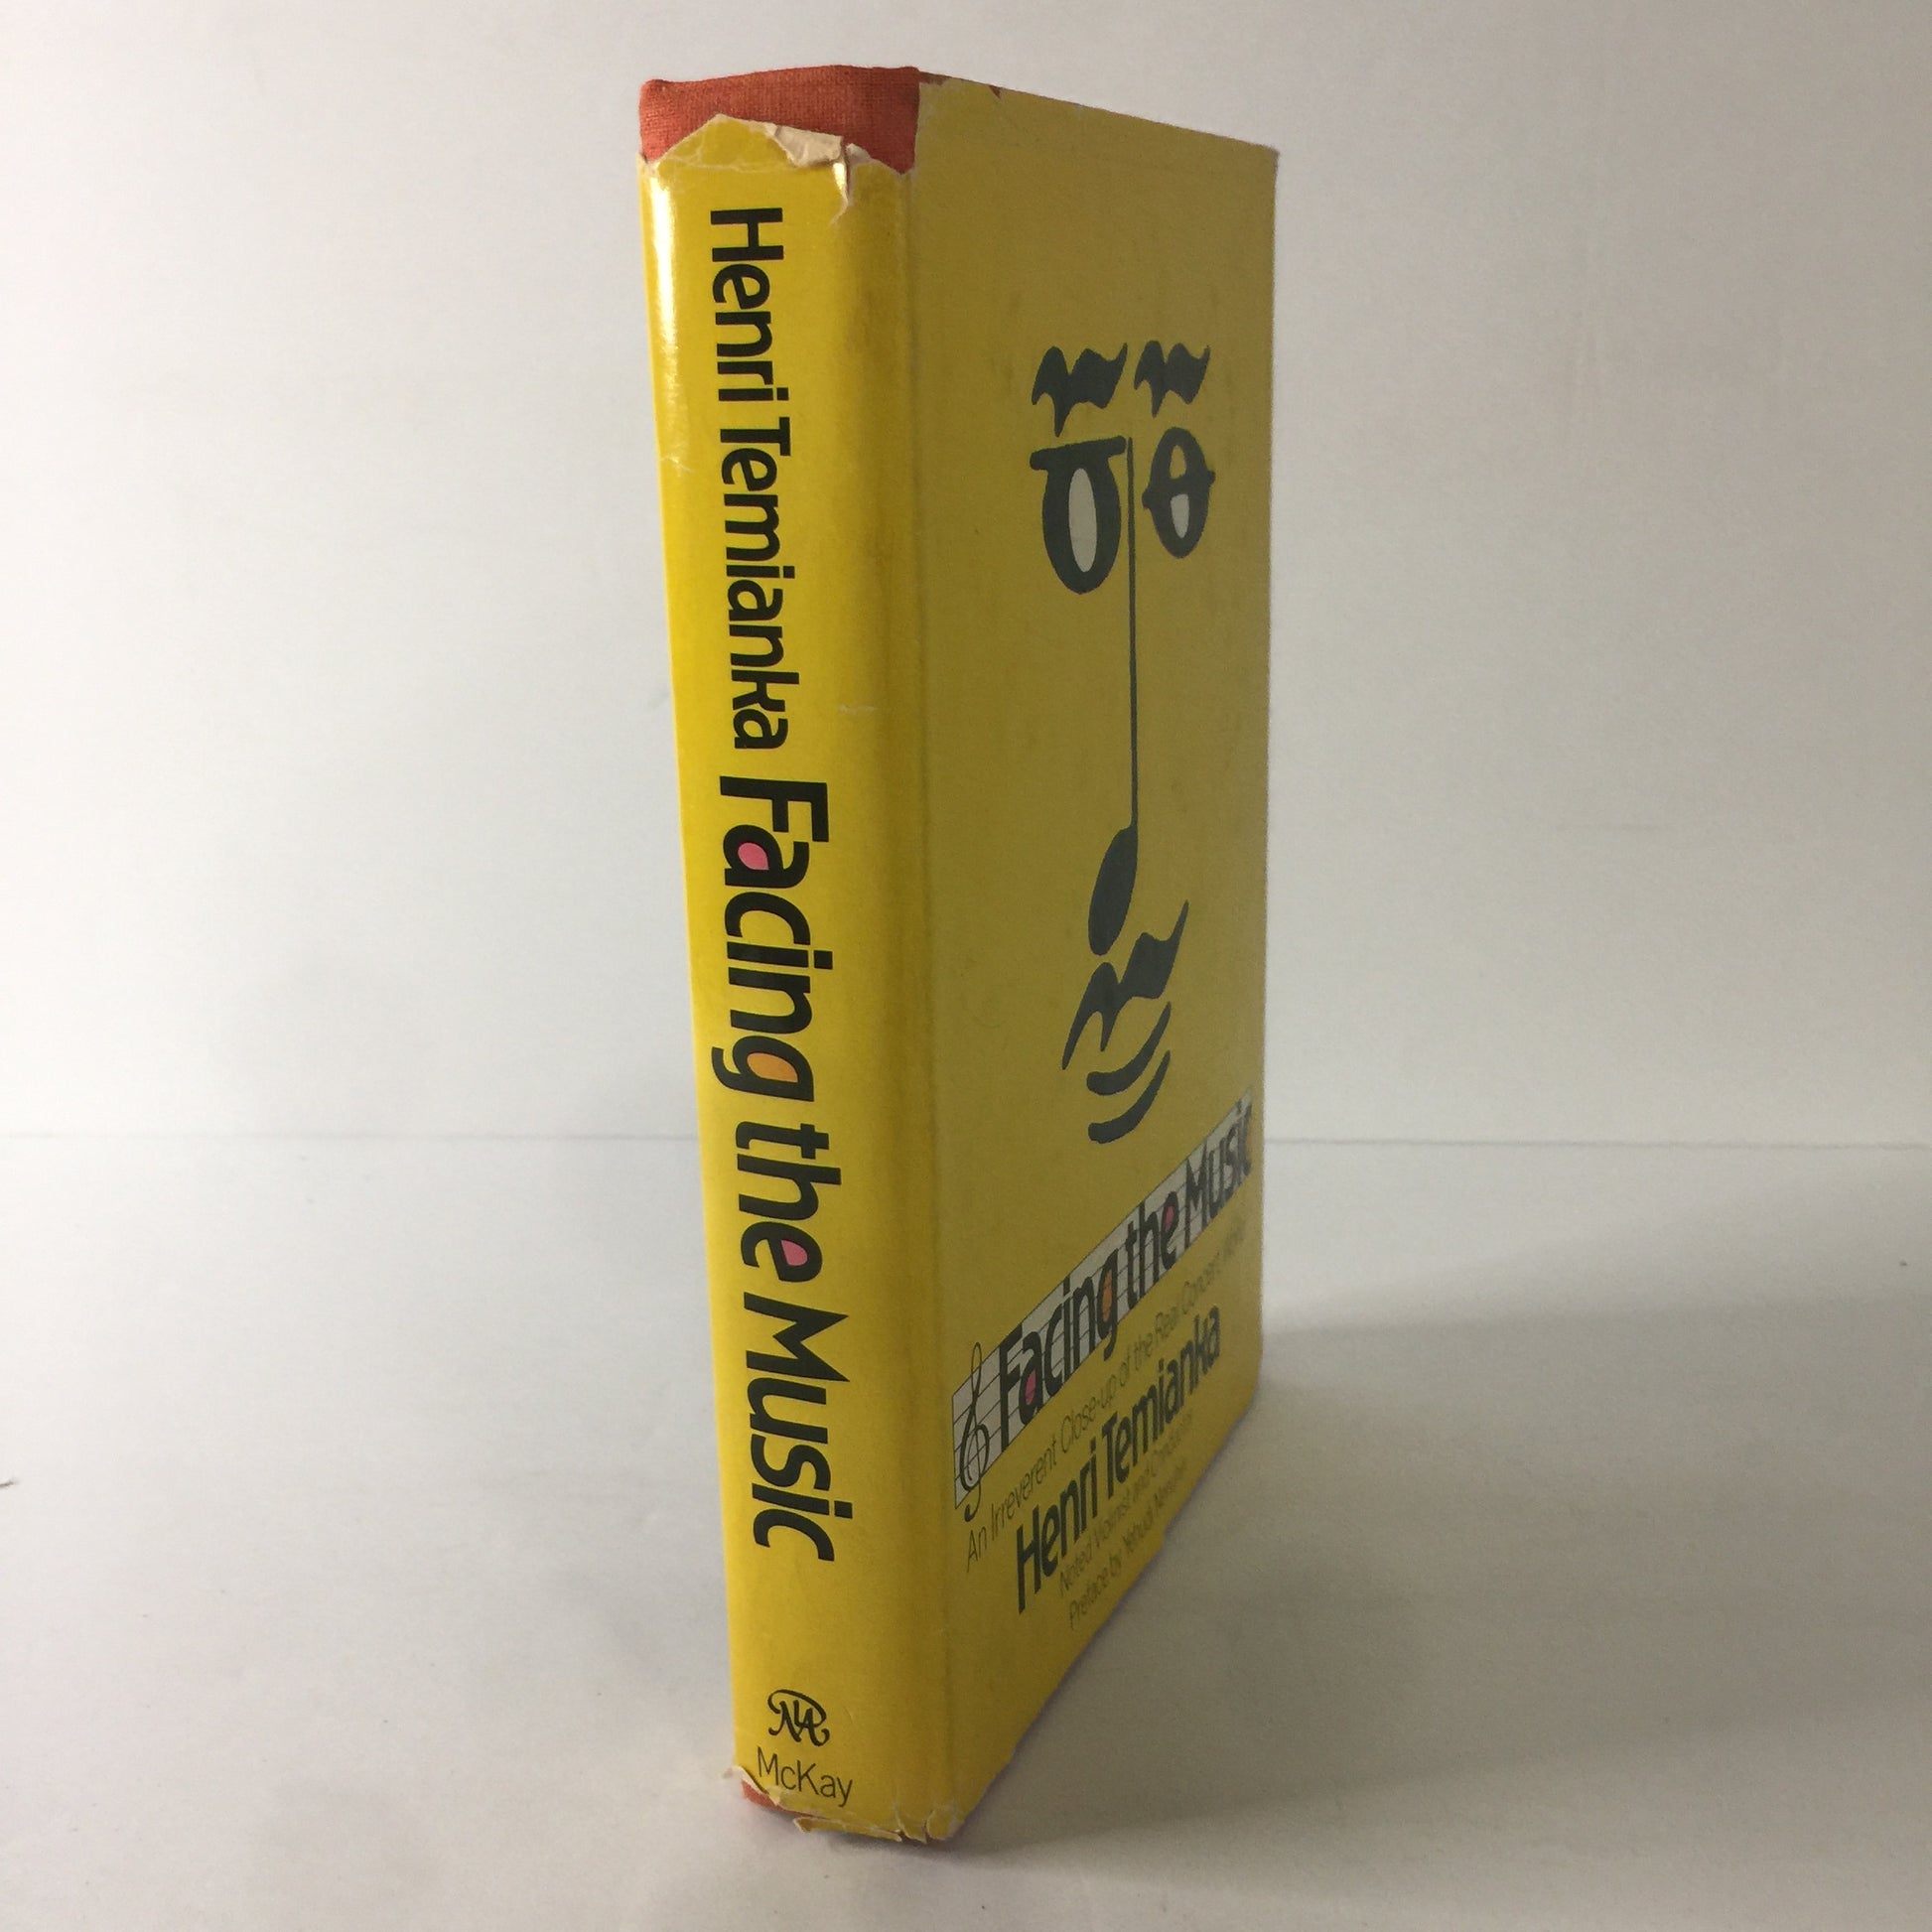 Henri Temianka Facing the Music
McKay
Facing the Music
An Irreverent Close-up of the Real Concert World
Henri Temianka
Noted Violinist and Conductor
Preface by Yehudi Menuhin